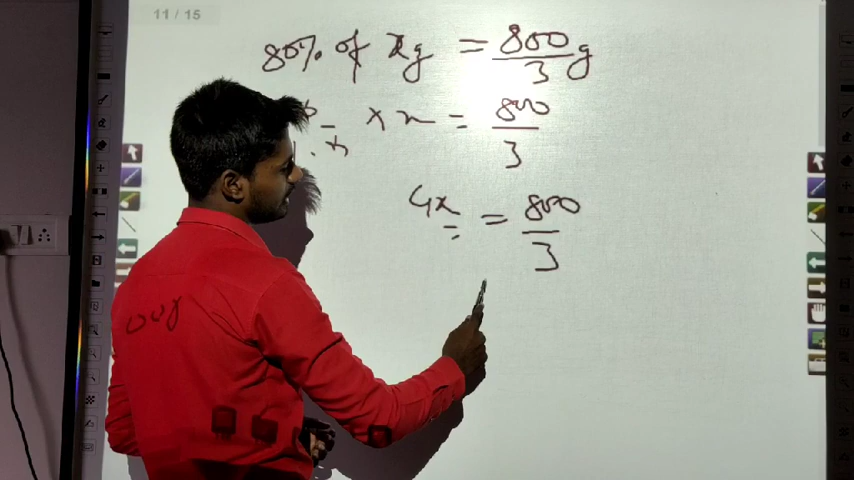 11 / 15
80% of xg = 800/3 g
x x = 800/3
4x = 800/3